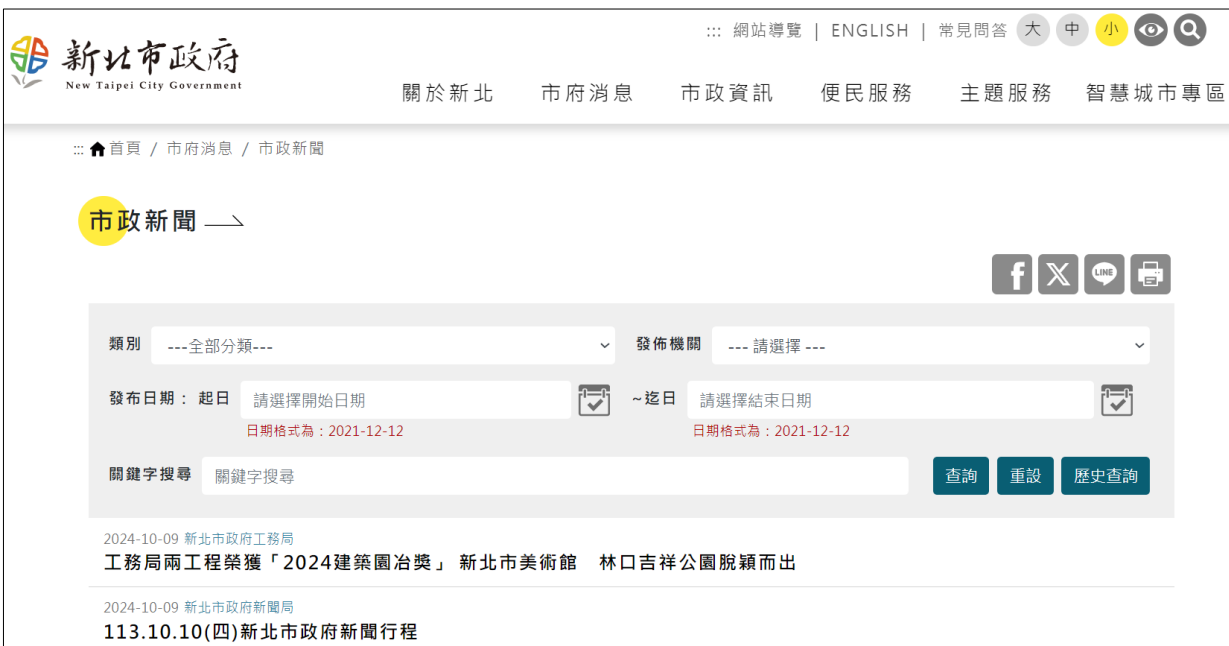 ::: 網站導覽 | ENGLISH | 常見問答 大 中 小
新北市政府
New Taipei City Government
關於新北 市府消息 市政資訊 便民服務 主題服務 智慧城市專區
::: 首頁 / 市府消息 / 市政新聞
市政新聞
f X LINE
類別 ---全部分類--- 發佈機關 --- 請選擇 ---
發布日期： 起日 請選擇開始日期 ~迄日 請選擇結束日期
日期格式為：2021-12-12 日期格式為：2021-12-12
關鍵字搜尋 關鍵字搜尋 查詢 重設 歷史查詢
2024-10-09 新北市政府工務局
工務局兩工程榮獲「2024建築園冶獎」 新北市美術館　林口吉祥公園脫穎而出
2024-10-09 新北市政府新聞局
113.10.10(四)新北市政府新聞行程